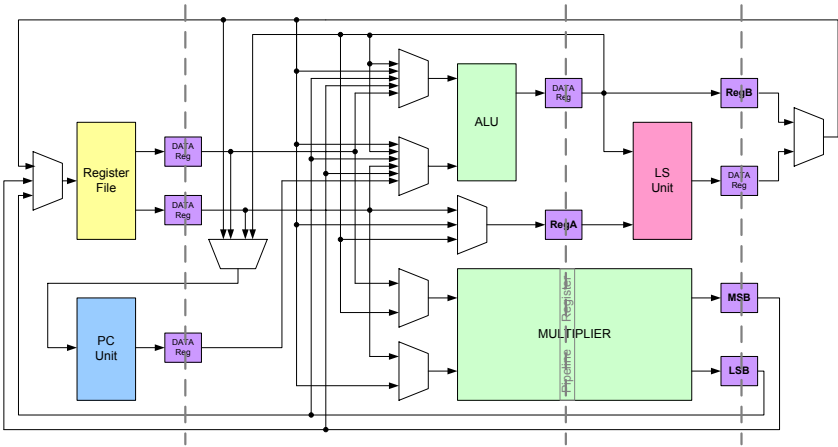 DATA
Reg
RegB
ALU
Register
File
DATA
Reg
LS
Unit
DATA
Reg
DATA
Reg
RegA
PC
Unit
DATA
Reg
MULTIPLIER
Pipeline Register
MSB
LSB